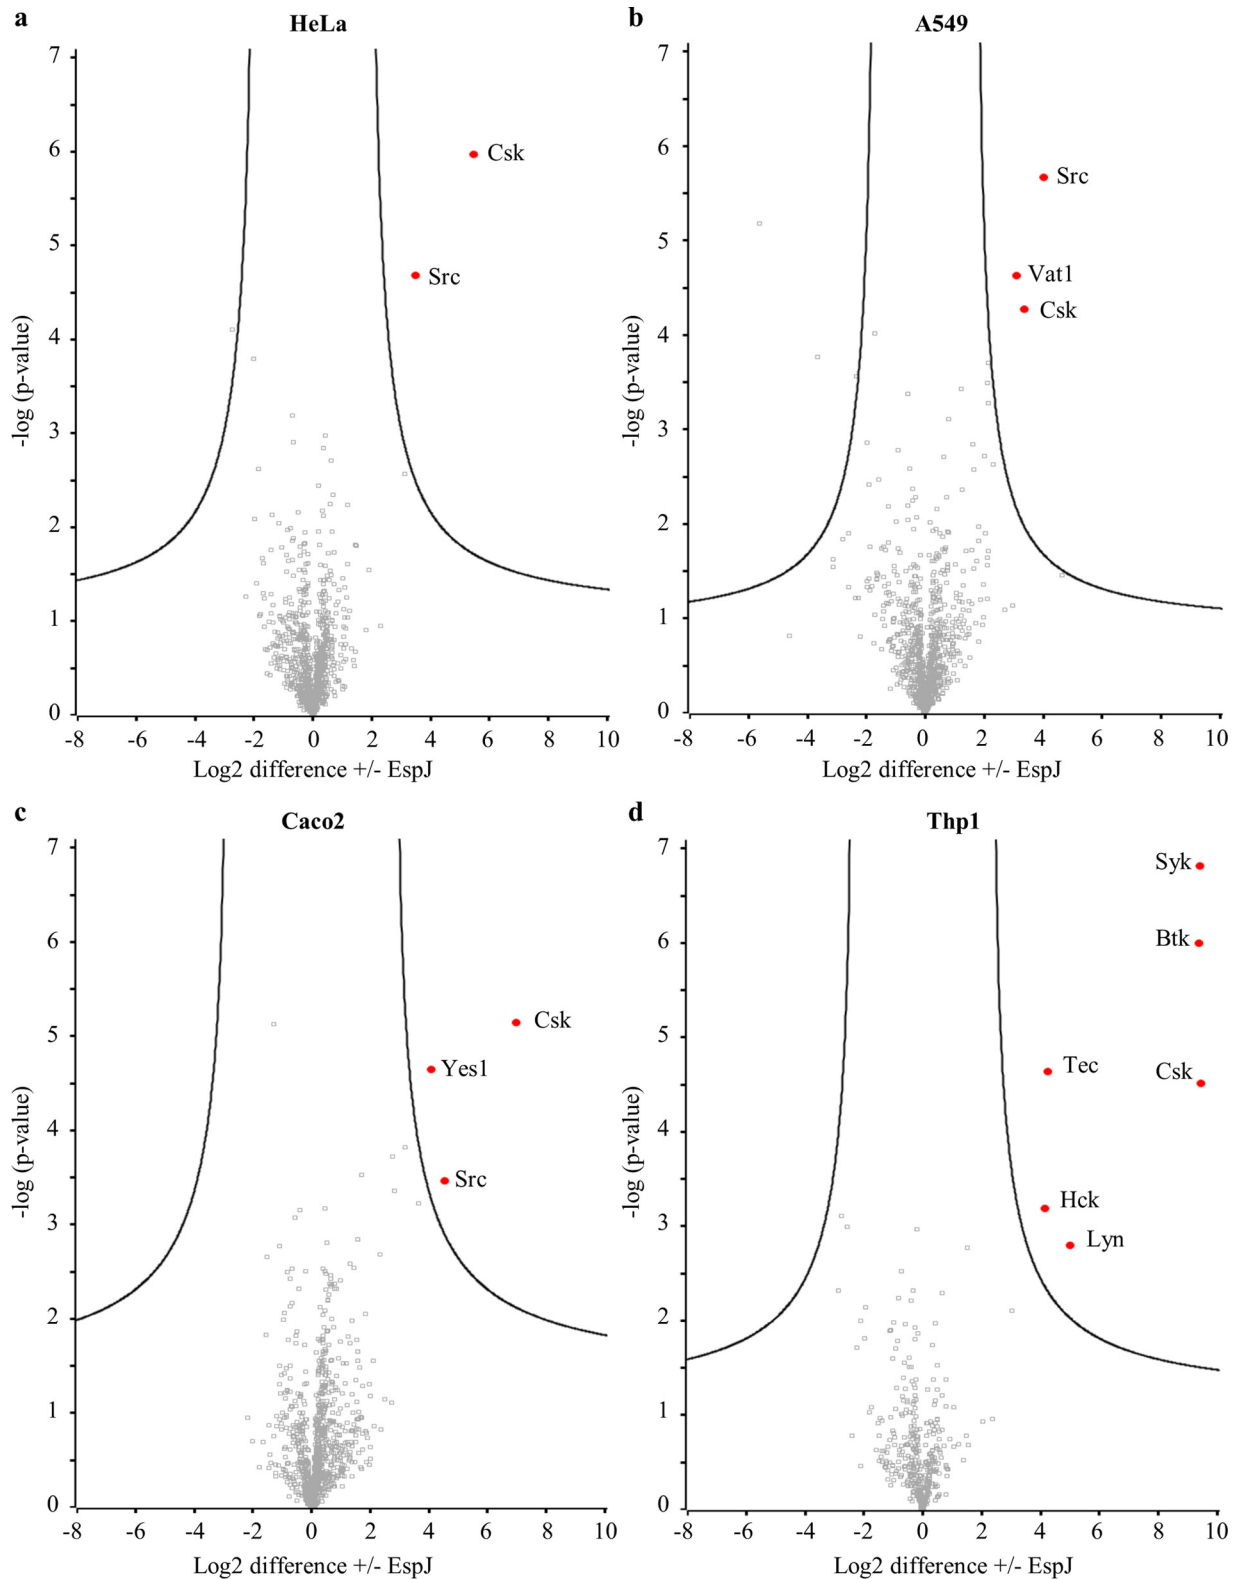 a
HeLa
7
6
5
4
3
2
1
0
-log (p-value)
Csk
Src
-8 -6 -4 -2 0 2 4 6 8 10
Log2 difference +/- EspJ
b
A549
7
6
5
4
3
2
1
0
-log (p-value)
Src
Vat1
Csk
-8 -6 -4 -2 0 2 4 6 8 10
Log2 difference +/- EspJ
c
Caco2
7
6
5
4
3
2
1
0
-log (p-value)
Csk
Yes1
Src
-8 -6 -4 -2 0 2 4 6 8 10
Log2 difference +/- EspJ
d
Thp1
7
6
5
4
3
2
1
0
-log (p-value)
Syk
Btk
Tec
Csk
Hck
Lyn
-8 -6 -4 -2 0 2 4 6 8 10
Log2 difference +/- EspJ